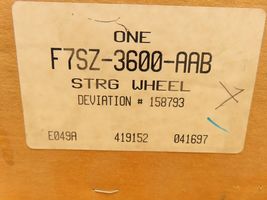 ONE
F7SZ-3600-AAB
STRG WHEEL
DEVIATION # 158793
E049A 419152 041697